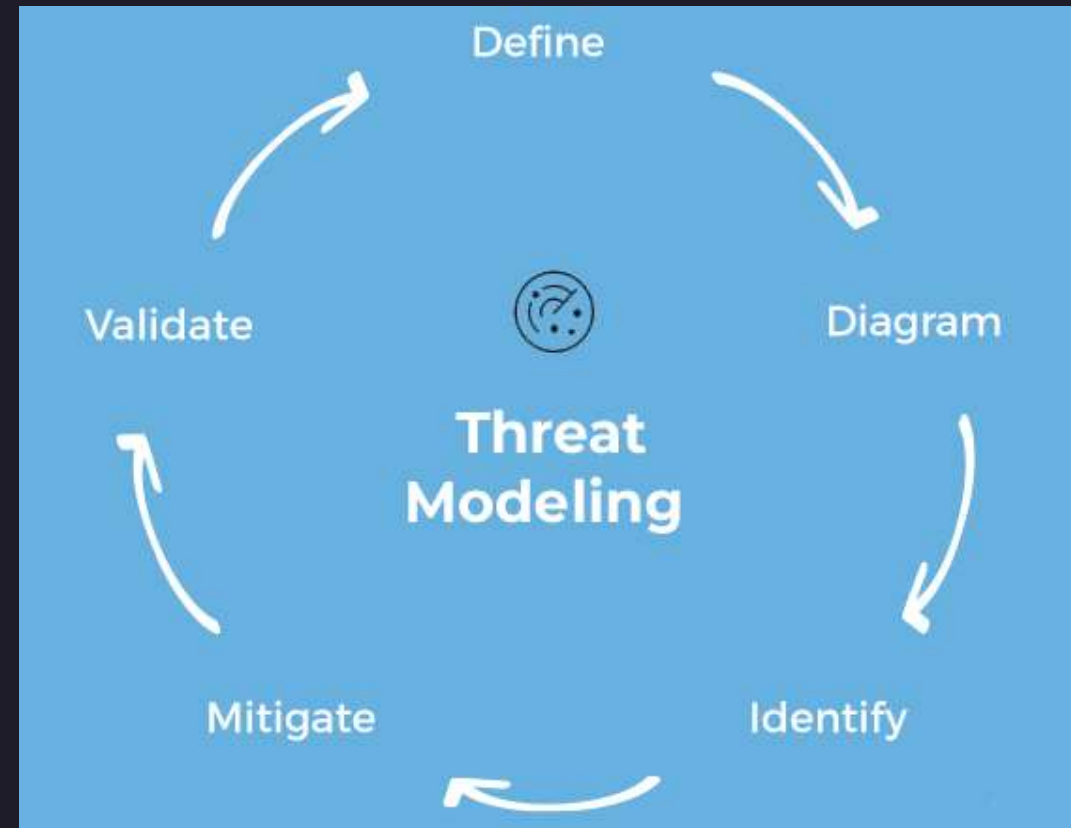 Define
Validate
Diagram
Threat
Modeling
Mitigate
Identify